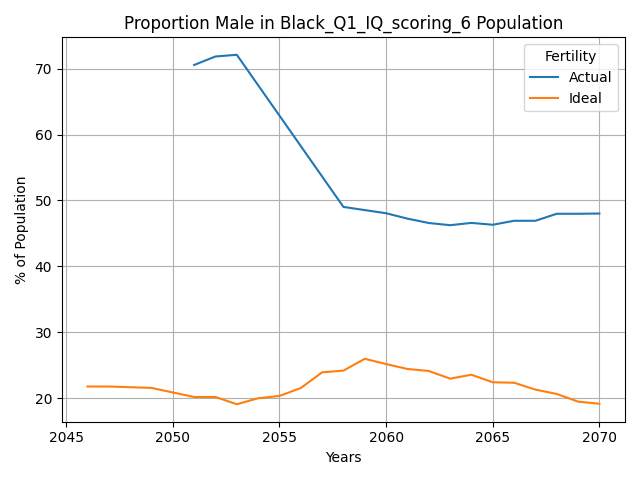 Proportion Male in Black_Q1_IQ_scoring_6 Population
% of Population
70
60
50
40
30
20
Fertility
Actual
Ideal
2045
2050
2055
2060
2065
2070
Years